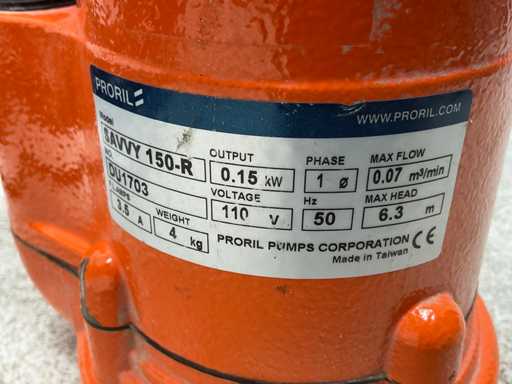 PRORIL
WWW.PRORIL.COM
Model
SAVVY 150-R
OUTPUT
0.15 kW
PHASE
1 ø
MAX FLOW
0.07 m³/min
DU1703
VOLTAGE
110 V
Hz
50
MAX HEAD
6.3 m
AMPS
3.5 A
WEIGHT
4 kg
PRORIL PUMPS CORPORATION CE
Made in Taiwan